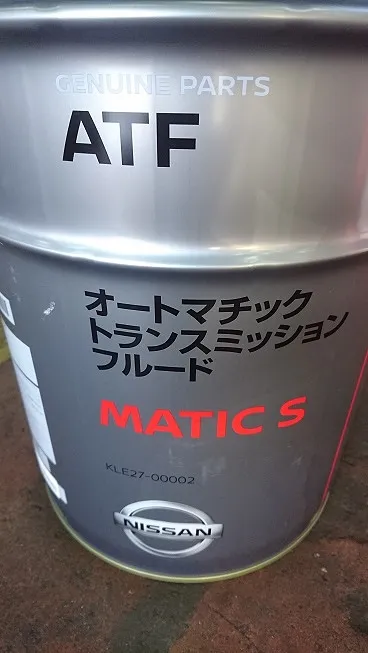 GENUINE PARTS
ATF
オートマチック
トランスミッション
フルード
MATIC S
KLE27-00002
NISSAN